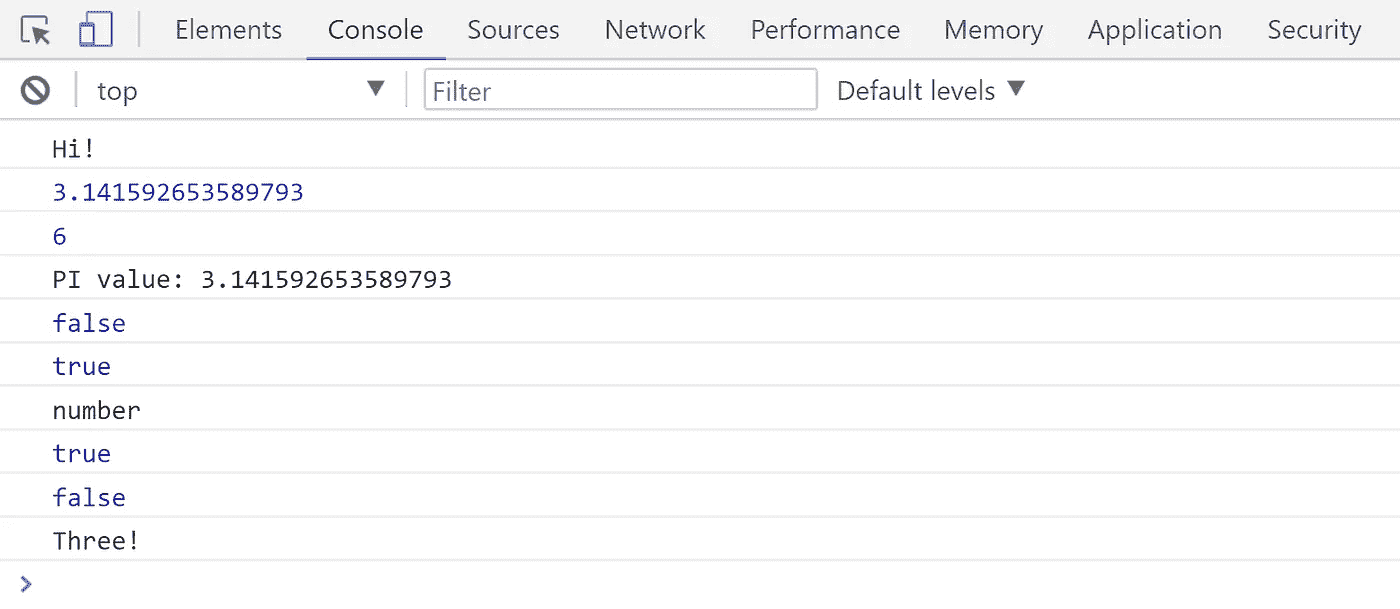 Elements Console Sources Network Performance Memory Application Security
top Filter Default levels
Hi!
3.141592653589793
6
PI value: 3.141592653589793
false
true
number
true
false
Three!
>